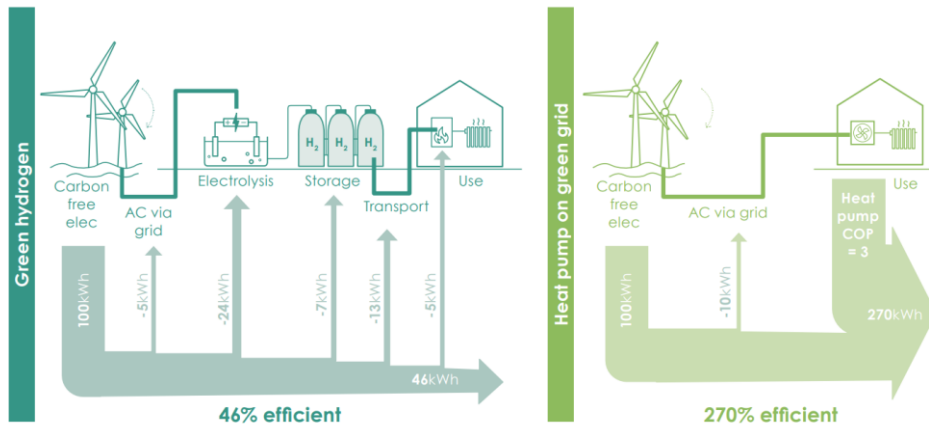 Green hydrogen
H₂
H₂
H₂
Electrolysis
Storage
Use
Carbon
free
elec
AC via
grid
Transport
100kWh
-5kWh
-24kWh
-7kWh
-13kWh
-5kWh
46kWh
46% efficient
Heat pump on green grid
Carbon
free
elec
AC via grid
Use
Heat
pump
COP
= 3
100kWh
-10kWh
270kWh
270% efficient